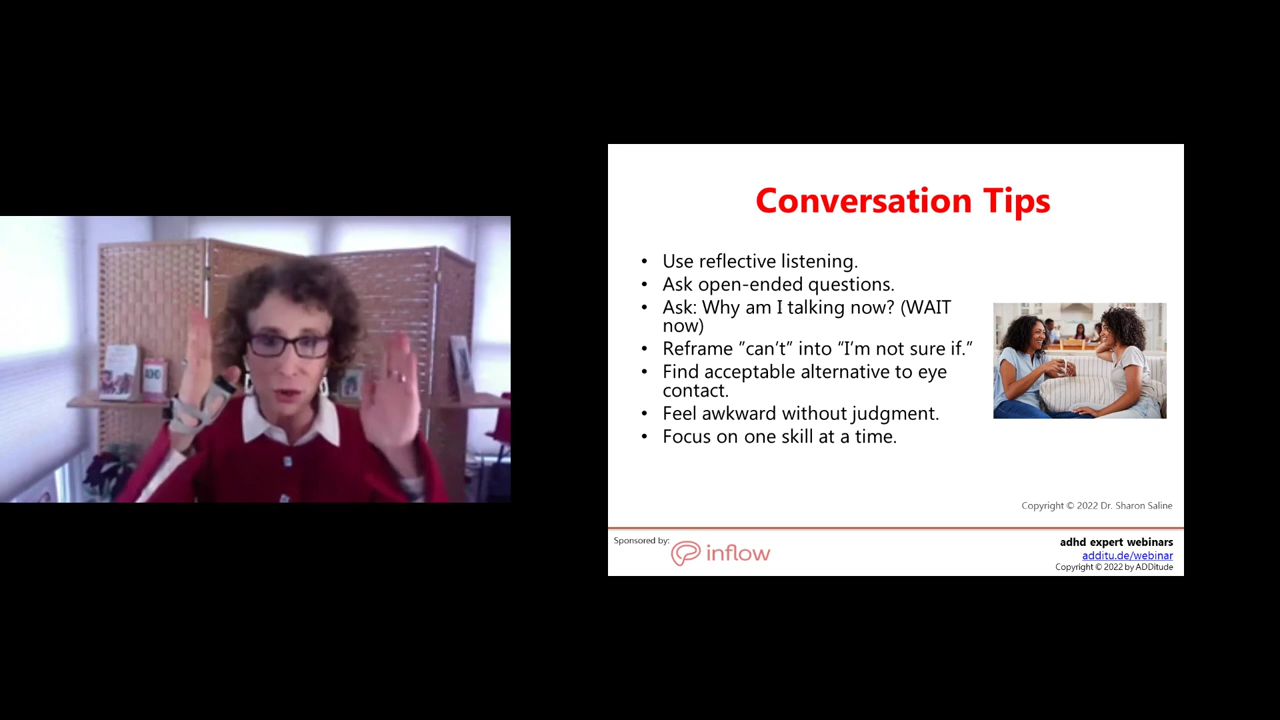 ADHD
Conversation Tips
• Use reflective listening.
• Ask open-ended questions.
• Ask: Why am I talking now? (WAIT
now)
• Reframe “can’t” into “I’m not sure if.”
• Find acceptable alternative to eye
contact.
• Feel awkward without judgment.
• Focus on one skill at a time.
Copyright © 2022 Dr. Sharon Saline
Sponsored by:
inflow
adhd expert webinars
additu.de/webinar
Copyright © 2022 by ADDitude